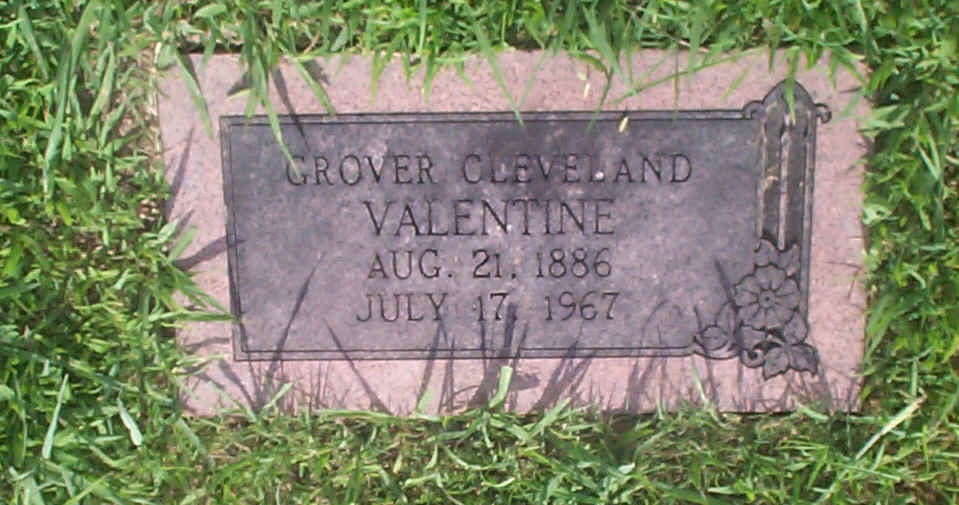 GROVER CLEVELAND
VALENTINE
AUG. 21, 1886
JULY 17, 1967